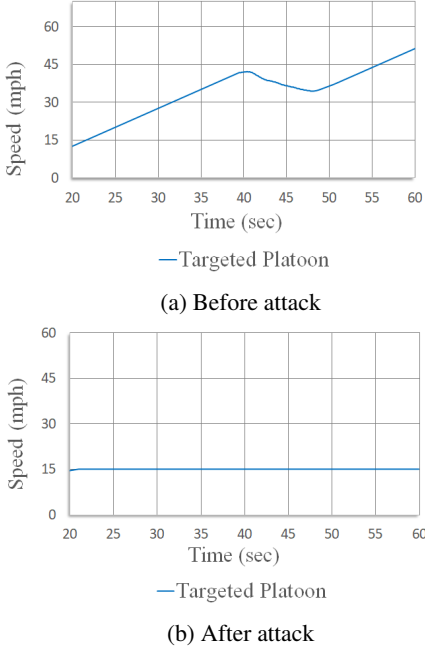 60
45
30
15
0
Speed (mph)
20 25 30 35 40 45 50 55 60
Time (sec)
Targeted Platoon
(a) Before attack
60
45
30
15
0
Speed (mph)
20 25 30 35 40 45 50 55 60
Time (sec)
Targeted Platoon
(b) After attack